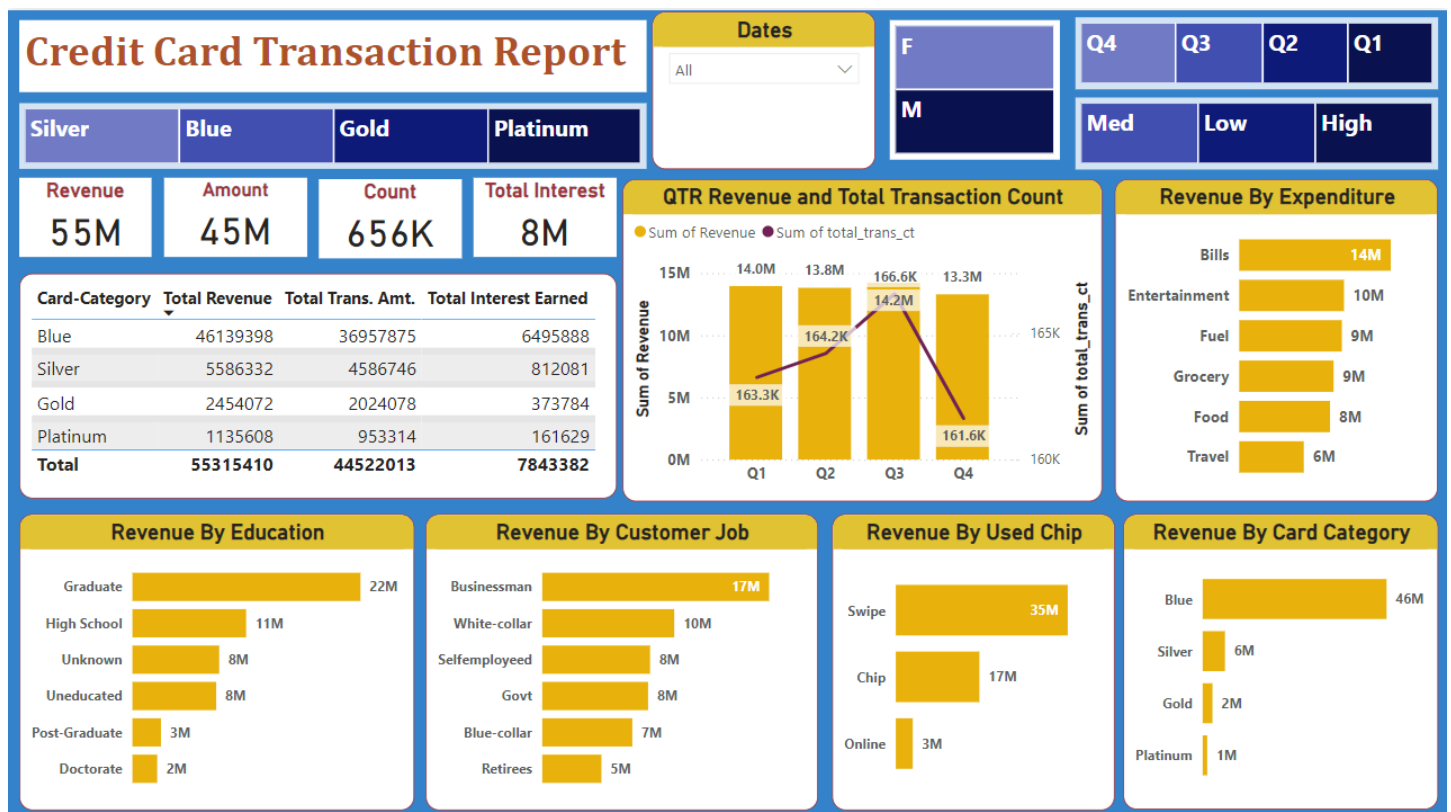 Credit Card Transaction Report
Dates
All
F
M
Q4 Q3 Q2 Q1
Silver Blue Gold Platinum
Med Low High
Revenue
55M
Amount
45M
Count
656K
Total Interest
8M
Card-Category Total Revenue Total Trans. Amt. Total Interest Earned
Blue 46139398 36957875 6495888
Silver 5586332 4586746 812081
Gold 2454072 2024078 373784
Platinum 1135608 953314 161629
Total 55315410 44522013 7843382
QTR Revenue and Total Transaction Count
Sum of Revenue Sum of total_trans_ct
Sum of Revenue
15M
10M
5M
0M
14.0M 13.8M 166.6K 13.3M
14.2M
164.2K
163.3K
161.6K
Q1 Q2 Q3 Q4
165K
160K
Sum of total_trans_ct
Revenue By Expenditure
Bills 14M
Entertainment 10M
Fuel 9M
Grocery 9M
Food 8M
Travel 6M
Revenue By Education
Graduate 22M
High School 11M
Unknown 8M
Uneducated 8M
Post-Graduate 3M
Doctorate 2M
Revenue By Customer Job
Businessman 17M
White-collar 10M
Selfemployeed 8M
Govt 8M
Blue-collar 7M
Retirees 5M
Revenue By Used Chip
Swipe 35M
Chip 17M
Online 3M
Revenue By Card Category
Blue 46M
Silver 6M
Gold 2M
Platinum 1M